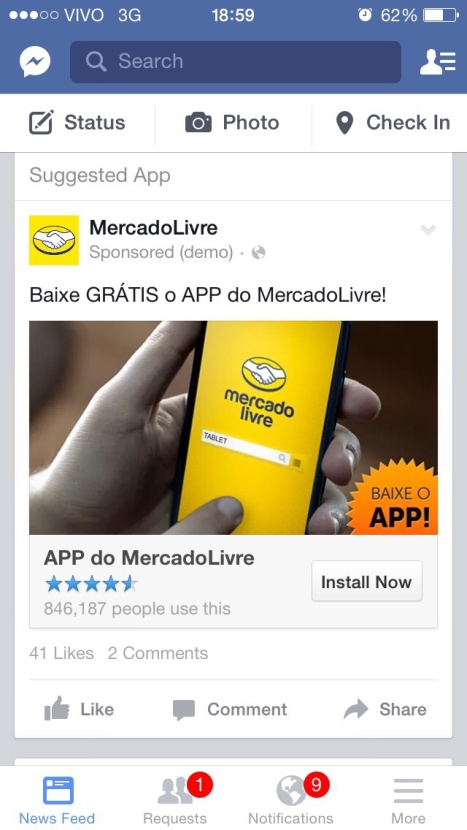 VIVO 3G 18:59 62%
Search
Status Photo Check In
Suggested App
MercadoLivre
Sponsored (demo) ·
Baixe GRÁTIS o APP do MercadoLivre!
mercado
livre
TABLET
BAIXE O
APP!
APP do MercadoLivre
846,187 people use this
Install Now
41 Likes 2 Comments
Like Comment Share
1 9
News Feed Requests Notifications More